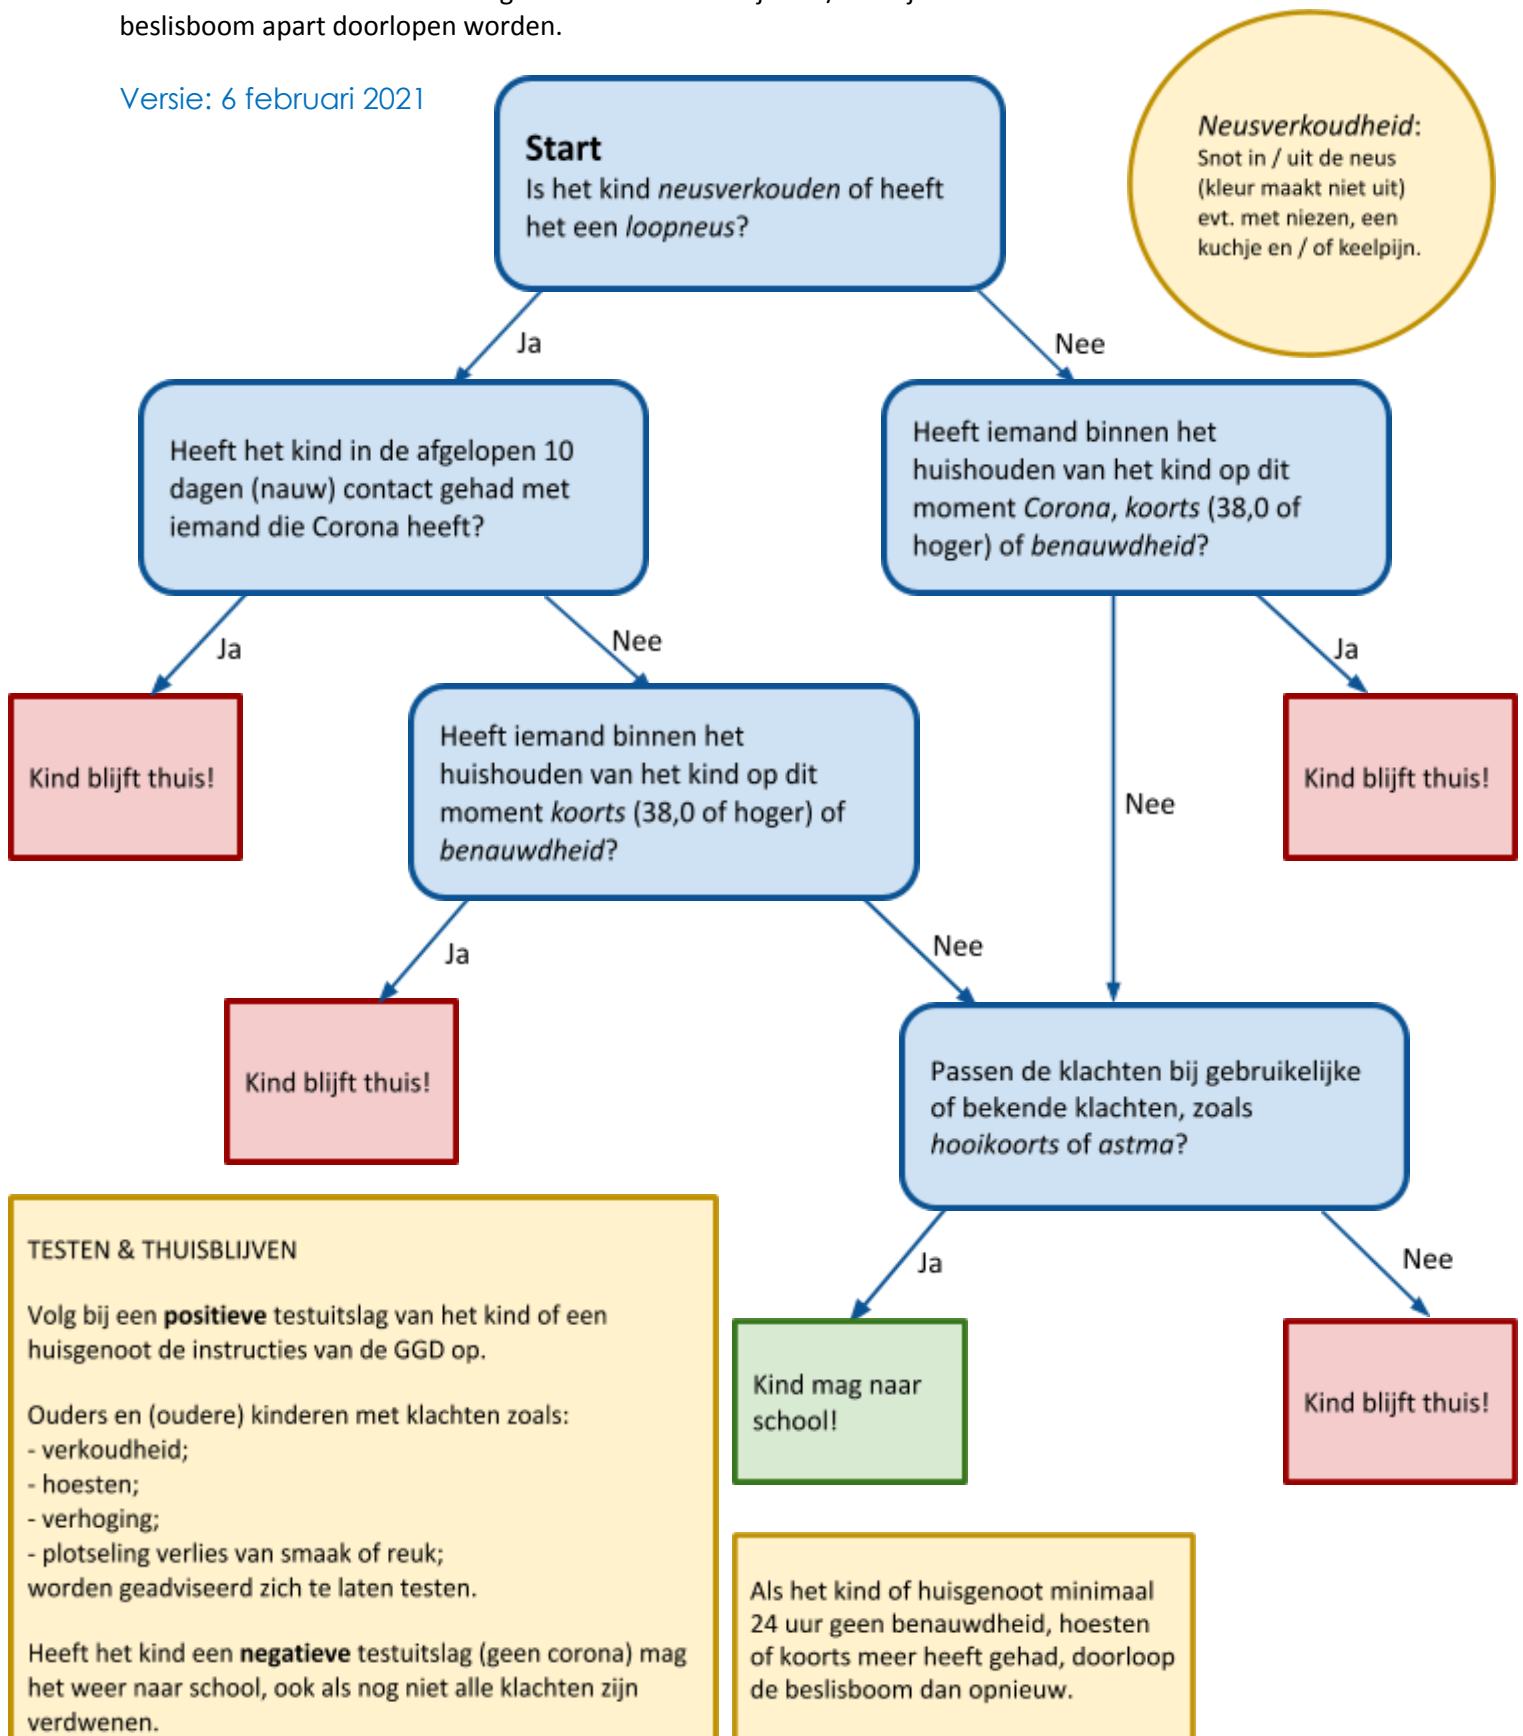 beslisboom apart doorlopen worden.
Versie: 6 februari 2021
Start
Is het kind neusverkouden of heeft
het een loopneus?
Neusverkoudheid:
Snot in / uit de neus
(kleur maakt niet uit)
evt. met niezen, een
kuchje en / of keelpijn.
Ja
Nee
Heeft het kind in de afgelopen 10
dagen (nauw) contact gehad met
iemand die Corona heeft?
Heeft iemand binnen het
huishouden van het kind op dit
moment Corona, koorts (38,0 of
hoger) of benauwdheid?
Ja
Nee
Ja
Kind blijft thuis!
Heeft iemand binnen het
huishouden van het kind op dit
moment koorts (38,0 of hoger) of
benauwdheid?
Nee
Kind blijft thuis!
Ja
Nee
Kind blijft thuis!
Passen de klachten bij gebruikelijke
of bekende klachten, zoals
hooikoorts of astma?
Ja
Nee
Kind mag naar
school!
Kind blijft thuis!
TESTEN & THUISBLIJVEN
Volg bij een positieve testuitslag van het kind of een
huisgenoot de instructies van de GGD op.
Ouders en (oudere) kinderen met klachten zoals:
- verkoudheid;
- hoesten;
- verhoging;
- plotseling verlies van smaak of reuk;
worden geadviseerd zich te laten testen.
Heeft het kind een negatieve testuitslag (geen corona) mag
het weer naar school, ook als nog niet alle klachten zijn
verdwenen.
Als het kind of huisgenoot minimaal
24 uur geen benauwdheid, hoesten
of koorts meer heeft gehad, doorloop
de beslisboom dan opnieuw.